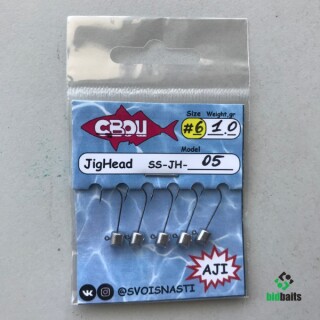 СВОИ
Size Weight,gr
#6 1.0
Model
JigHead SS-JH- 05
AJI
@SVOISNASTI
bidbaits